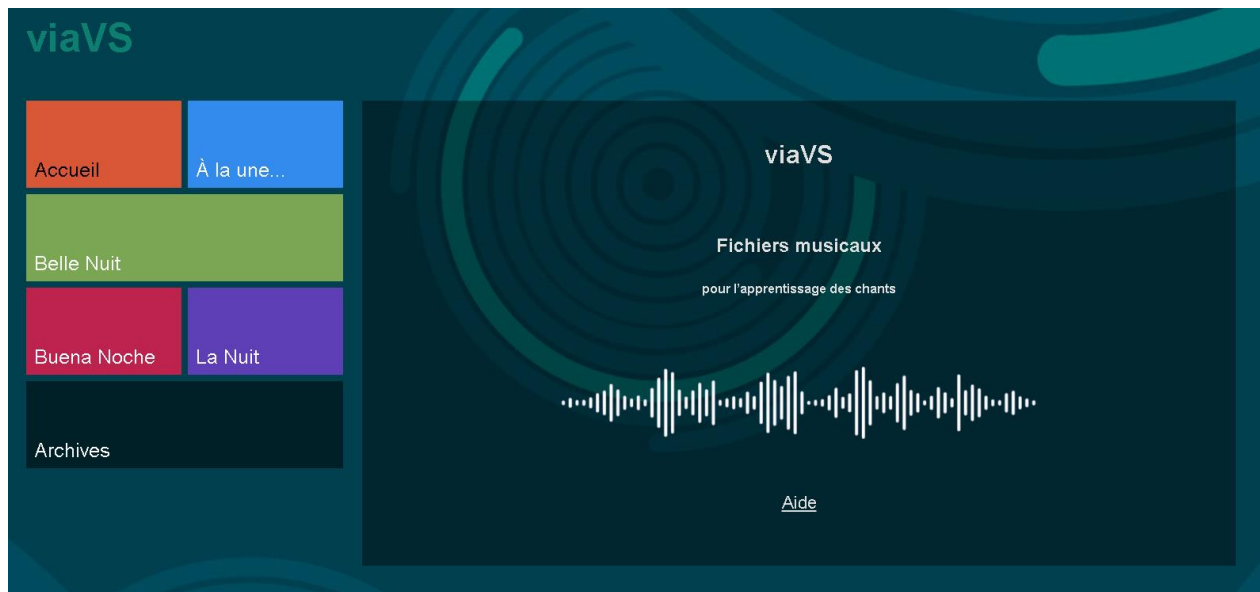 viaVS
Accueil
À la une...
Belle Nuit
Buena Noche
La Nuit
Archives
viaVS
Fichiers musicaux
pour l'apprentissage des chants
Aide